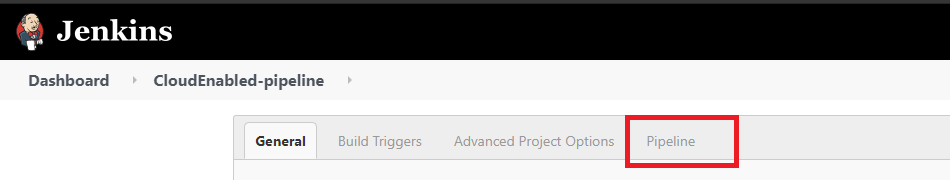 Jenkins
Dashboard CloudEnabled-pipeline
General Build Triggers Advanced Project Options Pipeline